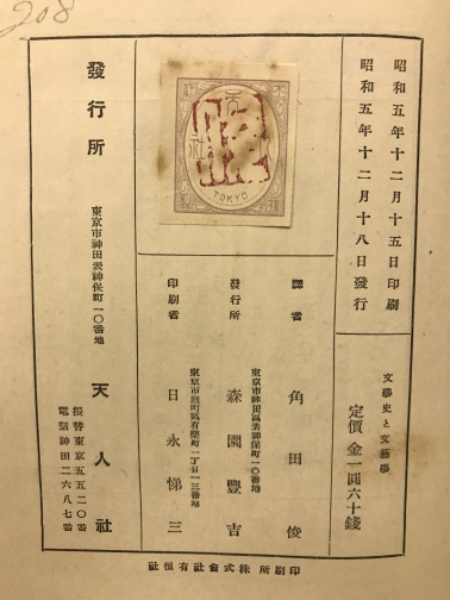 208
昭和五年十二月十五日印刷
昭和五年十二月十八日發行
文學史と文藝學
定價金一圓六十錢
TOKYO
譯者 角田俊
東京市神田區表神保町一〇番地
發行所 森園豐吉
東京市麹町區有樂町一丁目一三番地
印刷者 日永悌三
發行所 東京市神田表神保町一〇番地 天人社
振替東京五五二〇番
電話神田二六八七番
印刷所 株式會社有恒社